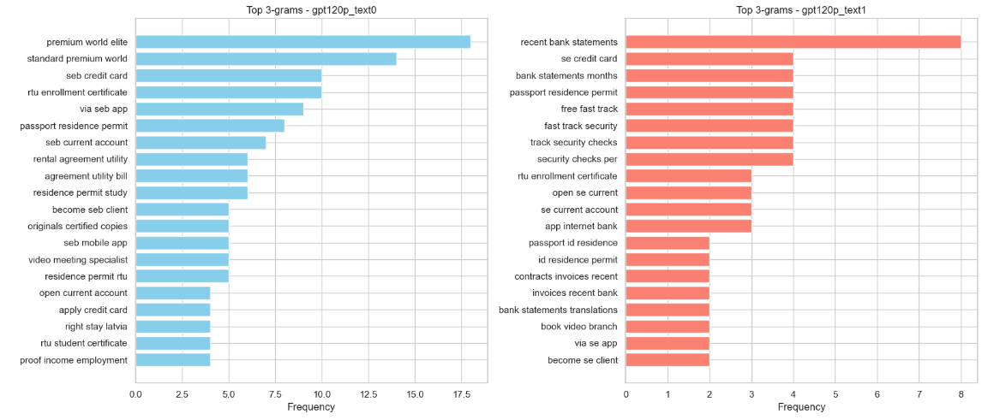 Top 3-grams - gpt120p_text0
premium world elite
standard premium world
seb credit card
rtu enrollment certificate
via seb app
passport residence permit
seb current account
rental agreement utility
agreement utility bill
residence permit study
become seb client
originals certified copies
seb mobile app
video meeting specialist
residence permit rtu
open current account
apply credit card
right stay latvia
rtu student certificate
proof income employment
0.0 2.5 5.0 7.5 10.0 12.5 15.0 17.5
Frequency
Top 3-grams - gpt120p_text1
recent bank statements
se credit card
bank statements months
passport residence permit
free fast track
fast track security
track security checks
security checks per
rtu enrollment certificate
open se current
se current account
app internet bank
passport id residence
id residence permit
contracts invoices recent
invoices recent bank
bank statements translations
book video branch
via se app
become se client
0 1 2 3 4 5 6 7 8
Frequency